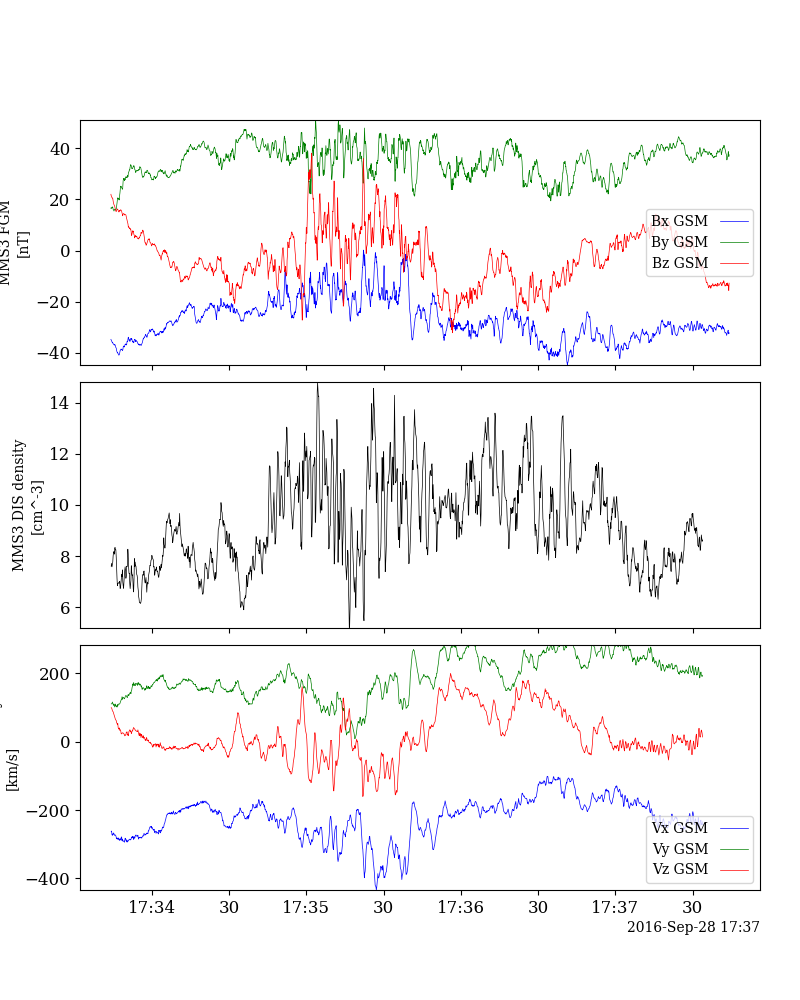 40
20
0
−20
−40
MMS3 FGM
[nT]
Bx GSM
By GSM
Bz GSM
14
12
10
8
6
MMS3 DIS density
[cm^-3]
200
0
−200
−400
[km/s]
Vx GSM
Vy GSM
Vz GSM
17:34
30
17:35
30
17:36
30
17:37
30
2016-Sep-28 17:37